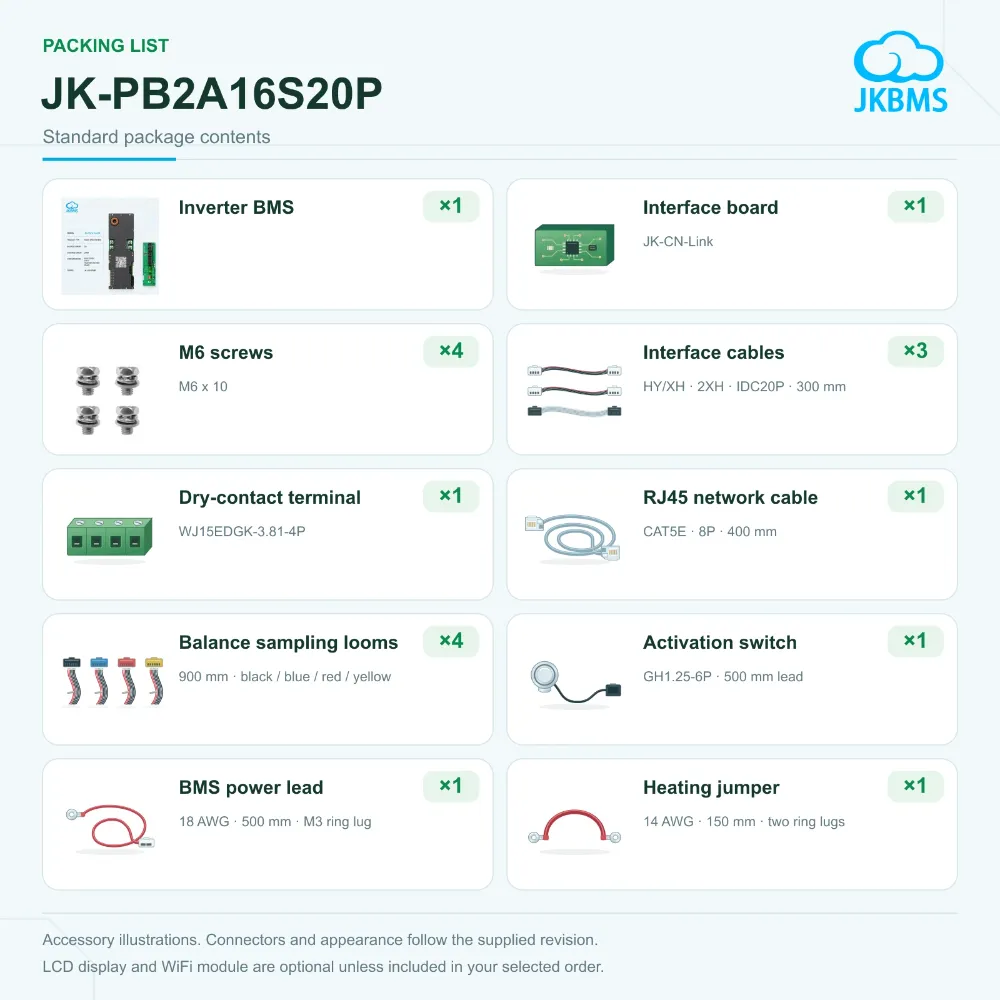 PACKING LIST
JK-PB2A16S20P
Standard package contents
JKBMS
Inverter BMS
×1
Interface board
×1
JK-CN-Link
M6 screws
×4
M6 x 10
Interface cables
×3
HY/XH · 2XH · IDC20P · 300 mm
Dry-contact terminal
×1
WJ15EDGK-3.81-4P
RJ45 network cable
×1
CAT5E · 8P · 400 mm
Balance sampling looms
×4
900 mm · black / blue / red / yellow
Activation switch
×1
GH1.25-6P · 500 mm lead
BMS power lead
×1
18 AWG · 500 mm · M3 ring lug
Heating jumper
×1
14 AWG · 150 mm · two ring lugs
Accessory illustrations. Connectors and appearance follow the supplied revision.
LCD display and WiFi module are optional unless included in your selected order.